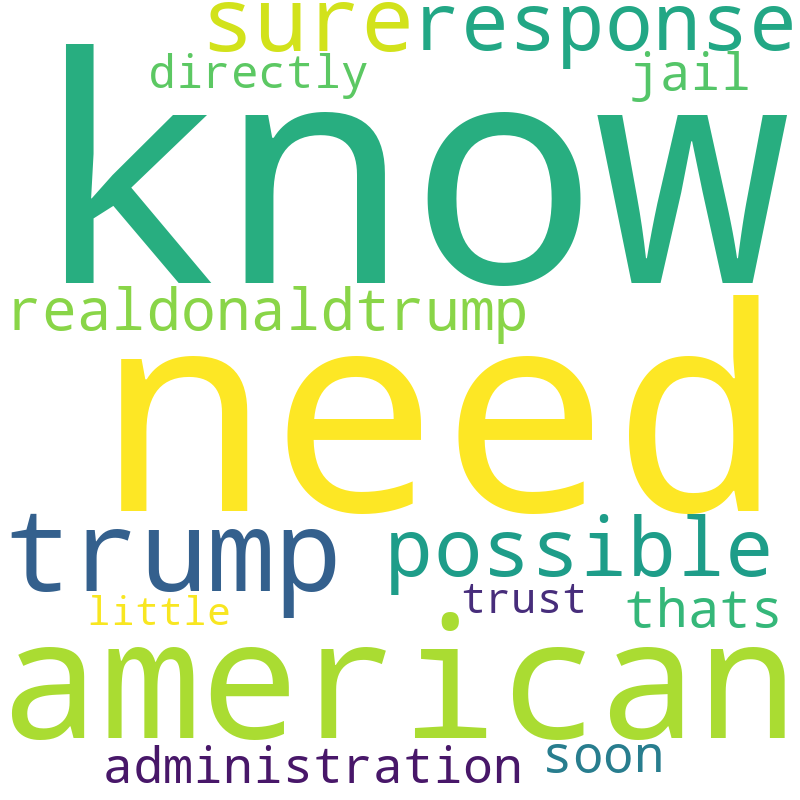 sure response
directly jail
know
realdonaldtrump
need
trump possible
little trust thats
american
administration soon